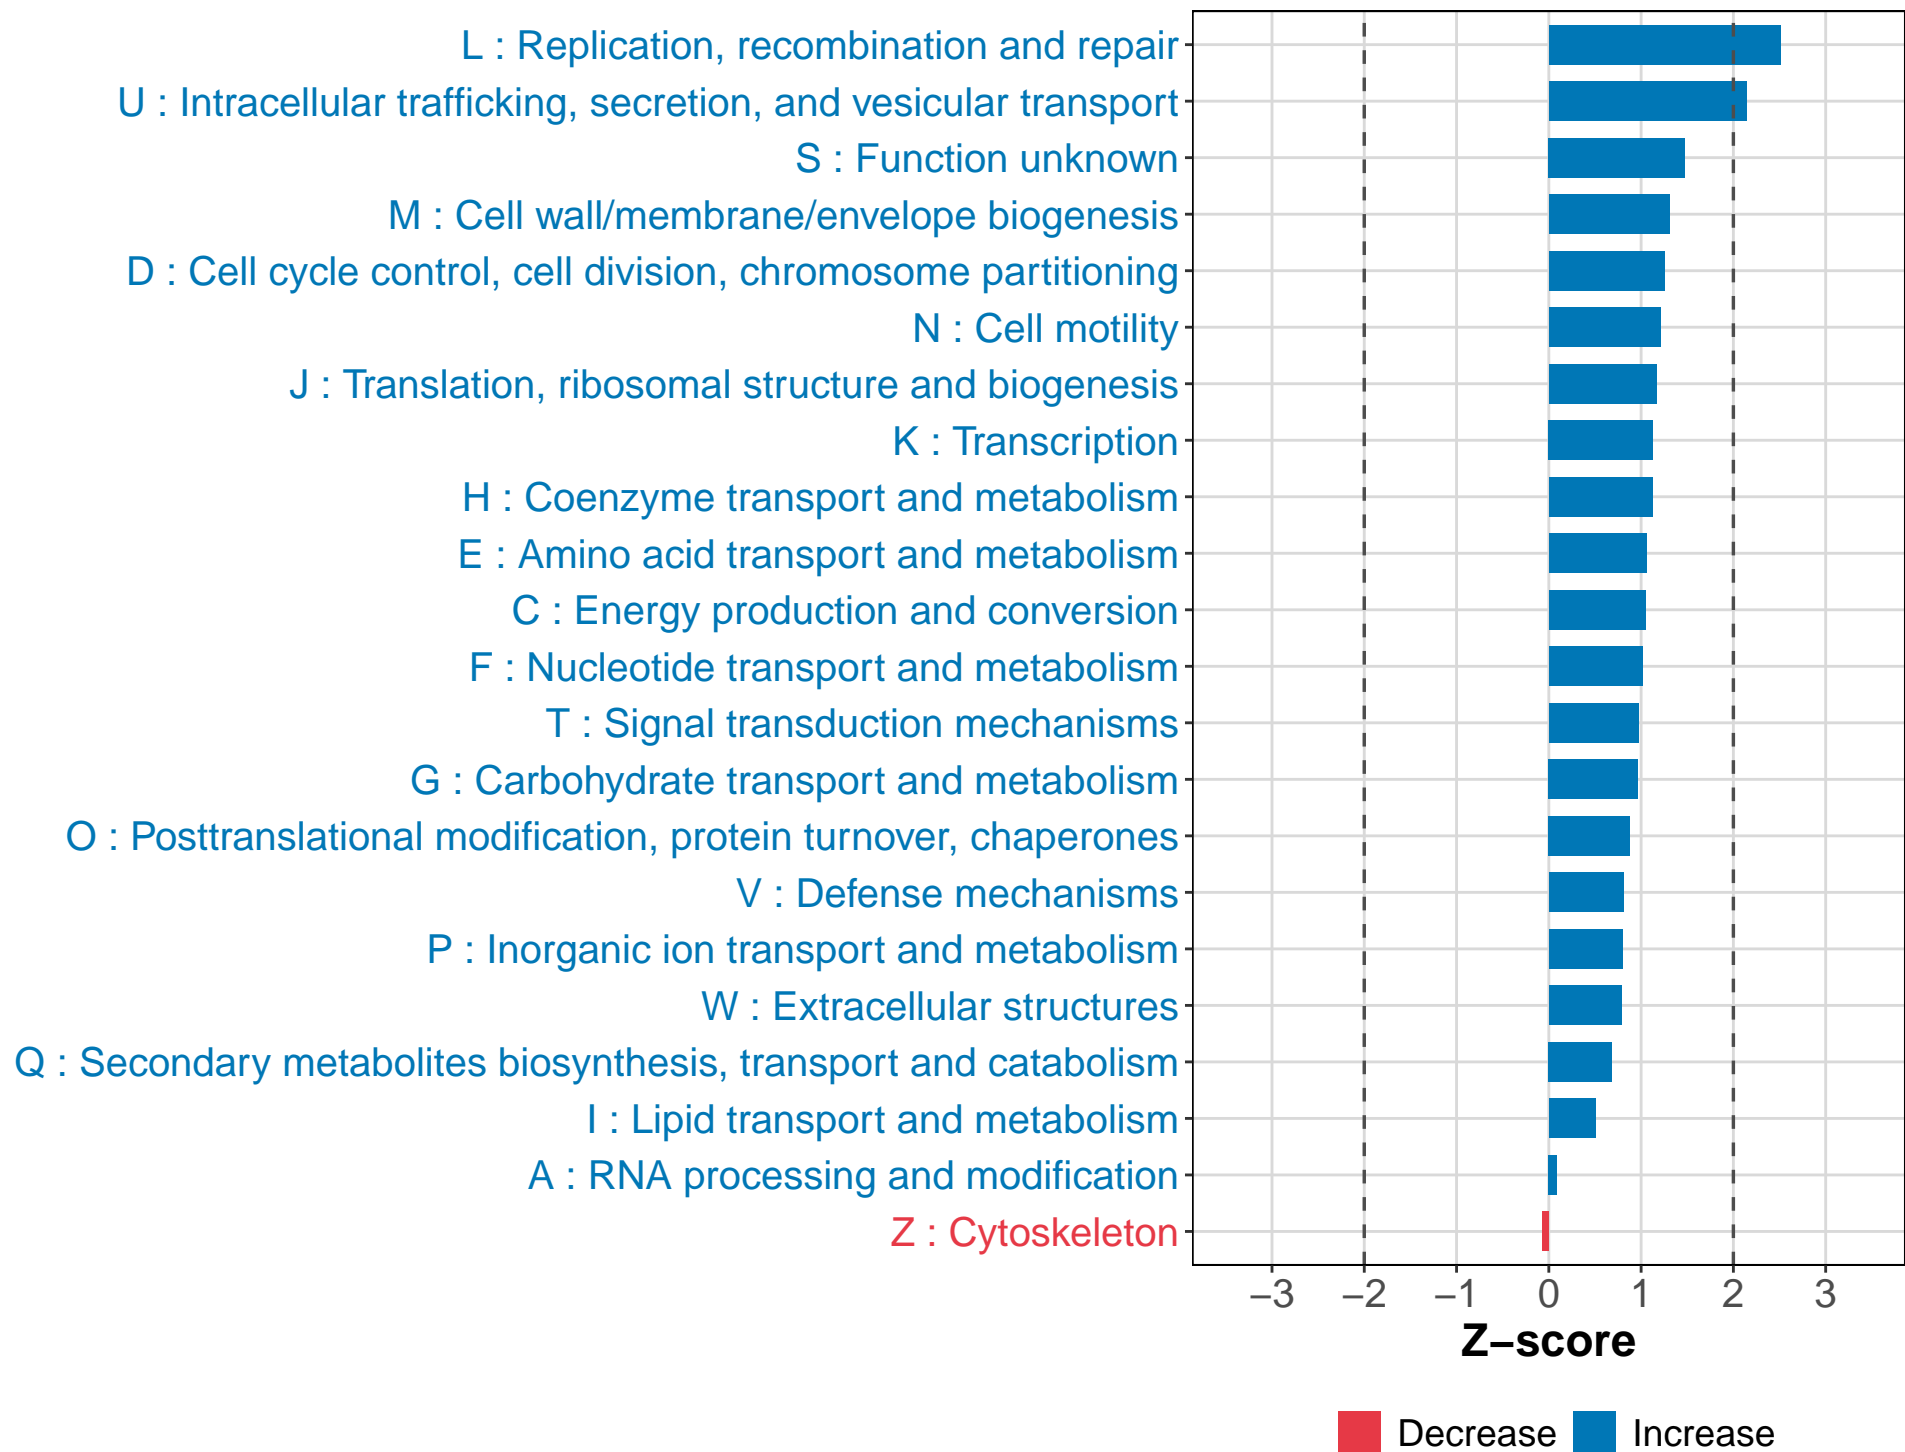 L : Replication, recombination and repair
U : Intracellular trafficking, secretion, and vesicular transport
S : Function unknown
M : Cell wall/membrane/envelope biogenesis
D : Cell cycle control, cell division, chromosome partitioning
N : Cell motility
J : Translation, ribosomal structure and biogenesis
K : Transcription
H : Coenzyme transport and metabolism
E : Amino acid transport and metabolism
C : Energy production and conversion
F : Nucleotide transport and metabolism
T : Signal transduction mechanisms
G : Carbohydrate transport and metabolism
O : Posttranslational modification, protein turnover, chaperones
V : Defense mechanisms
P : Inorganic ion transport and metabolism
W : Extracellular structures
Q : Secondary metabolites biosynthesis, transport and catabolism
I : Lipid transport and metabolism
A : RNA processing and modification
Z : Cytoskeleton
−3 −2 −1 0 1 2 3
Z−score
Decrease Increase